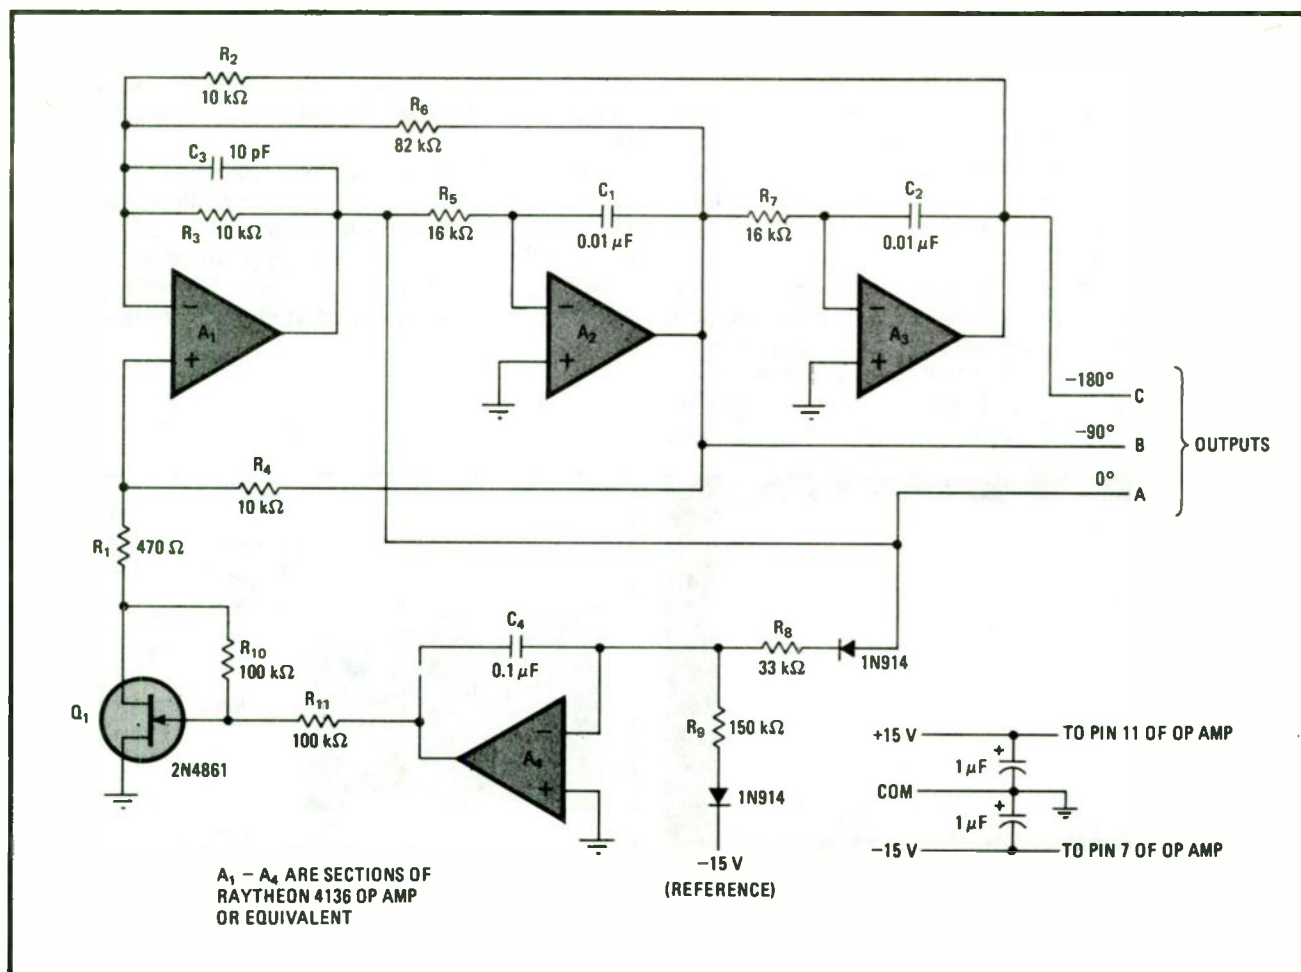 R2
10 kΩ
R6
82 kΩ
C3 10 pF
R3 10 kΩ
R5
16 kΩ
C1
0.01 μF
R7
16 kΩ
C2
0.01 μF
− A1 +
− A2 +
− A3 +
−180° C
−90° B
0° A
OUTPUTS
R4
10 kΩ
R1 470 Ω
R10
100 kΩ
Q1
2N4861
R11
100 kΩ
C4
0.1 μF
− A4 +
R8
33 kΩ
1N914
R9 150 kΩ
1N914
−15 V
(REFERENCE)
+15 V TO PIN 11 OF OP AMP
+
1 μF
COM
+
1 μF
−15 V TO PIN 7 OF OP AMP
A1 – A4 ARE SECTIONS OF
RAYTHEON 4136 OP AMP
OR EQUIVALENT